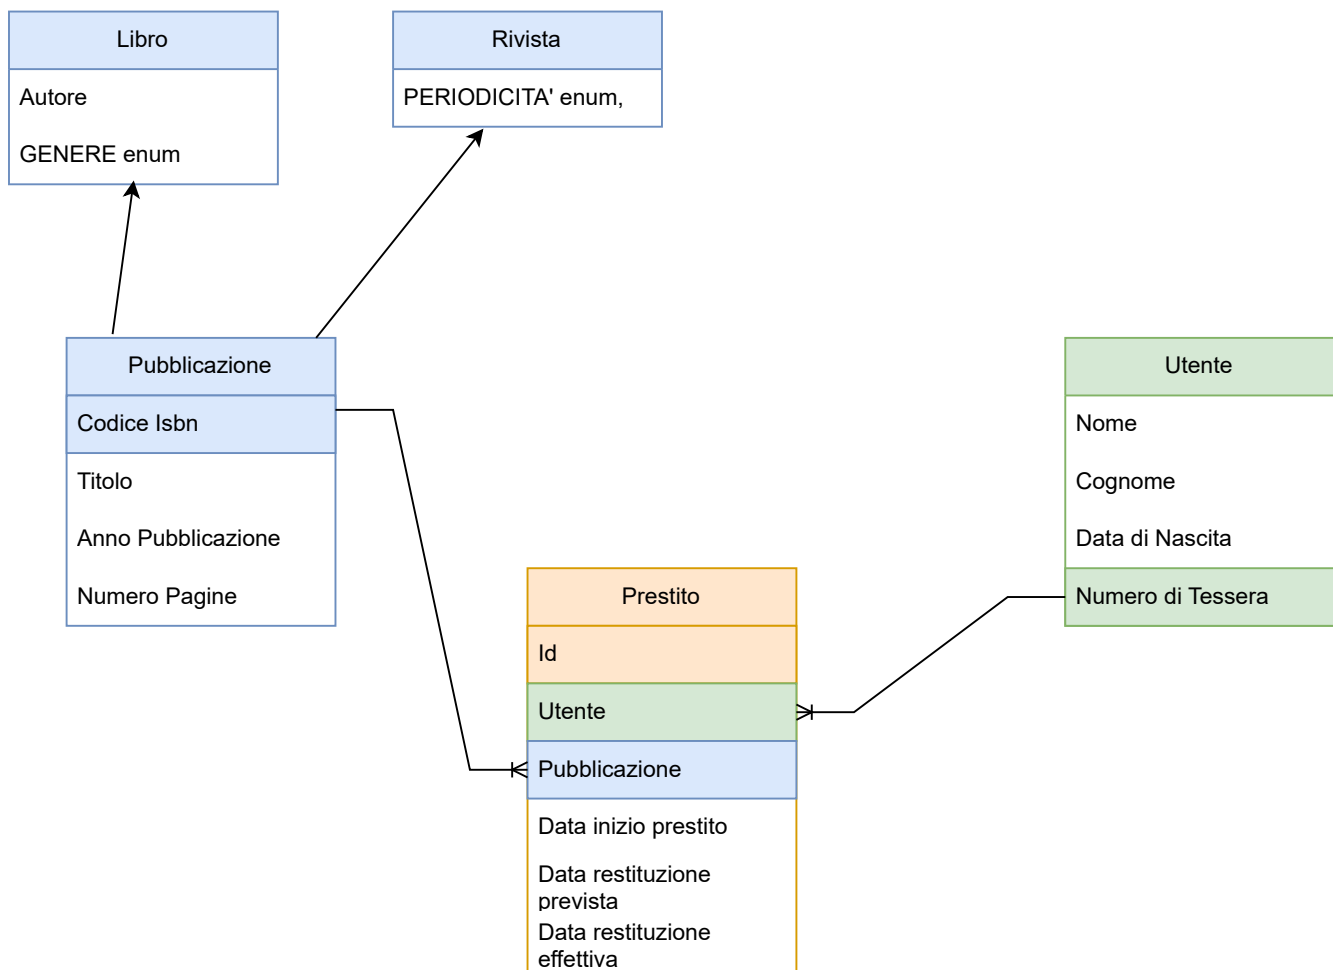 Libro
Autore
GENERE enum
Rivista
PERIODICITA' enum,
Pubblicazione
Codice Isbn
Titolo
Anno Pubblicazione
Numero Pagine
Utente
Nome
Cognome
Data di Nascita
Numero di Tessera
Prestito
Id
Utente
Pubblicazione
Data inizio prestito
Data restituzione
prevista
Data restituzione
effettiva